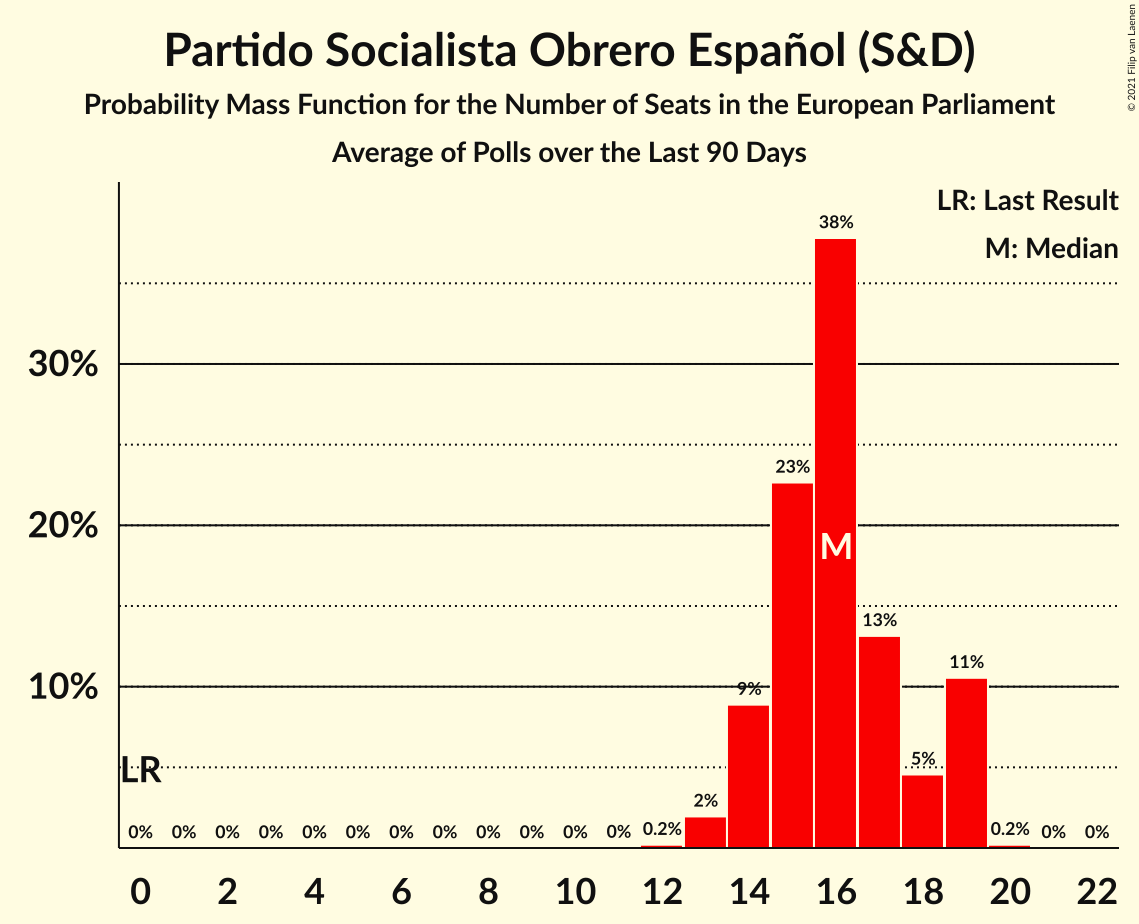 Partido Socialista Obrero Español (S&D)
Probability Mass Function for the Number of Seats in the European Parliament
Average of Polls over the Last 90 Days
© 2021 Filip van Laenen
LR: Last Result
M: Median
38%
30%
23%
20%
M
13%
11%
10%
9%
5%
LR
2%
0% 0% 0% 0% 0% 0% 0% 0% 0% 0% 0% 0% 0.2% 0.2% 0% 0%
0 2 4 6 8 10 12 14 16 18 20 22